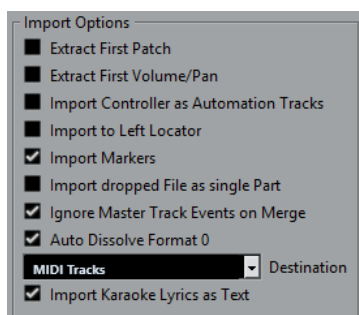 Import Options
Extract First Patch
Extract First Volume/Pan
Import Controller as Automation Tracks
Import to Left Locator
Import Markers
Import dropped File as single Part
Ignore Master Track Events on Merge
Auto Dissolve Format 0
MIDI Tracks Destination
Import Karaoke Lyrics as Text